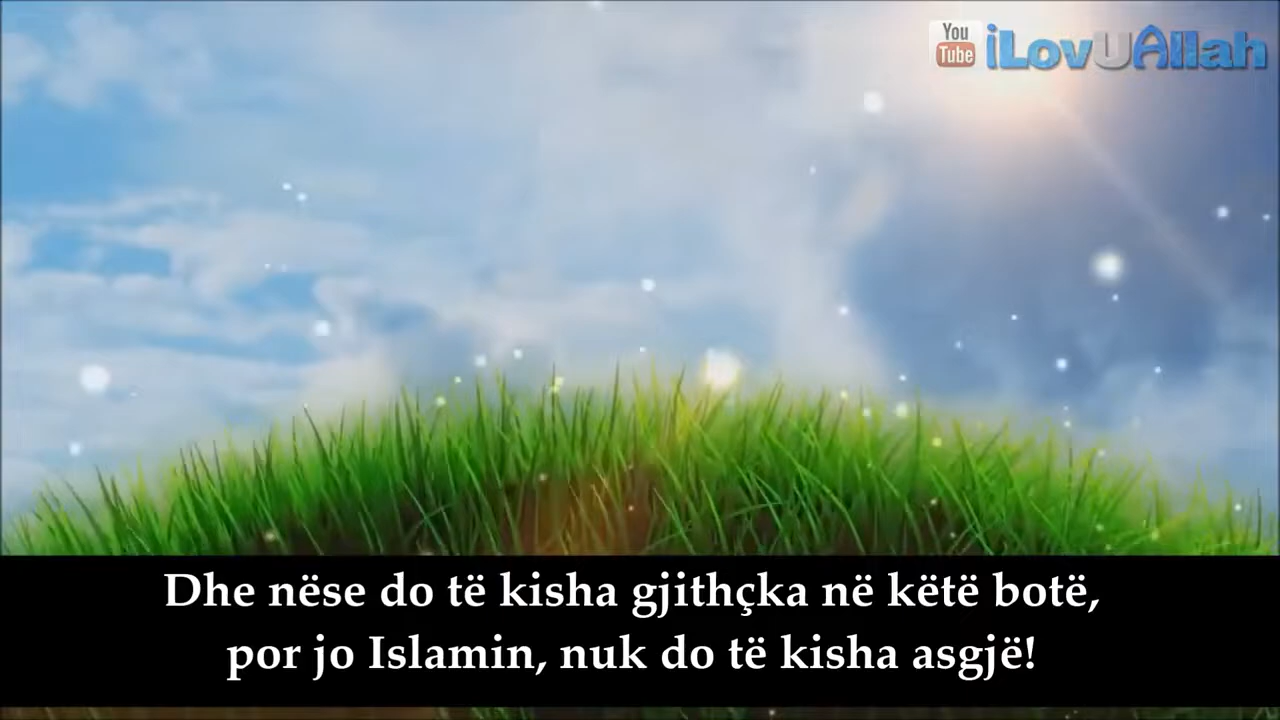 You
Tube
iLovUAllah
Dhe nëse do të kisha gjithçka në këtë botë,
por jo Islamin, nuk do të kisha asgjë!